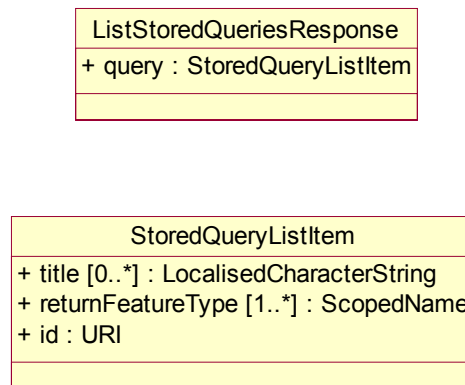 ListStoredQueriesResponse
+ query : StoredQueryListItem
StoredQueryListItem
+ title [0..*] : LocalisedCharacterString
+ returnFeatureType [1..*] : ScopedName
+ id : URI